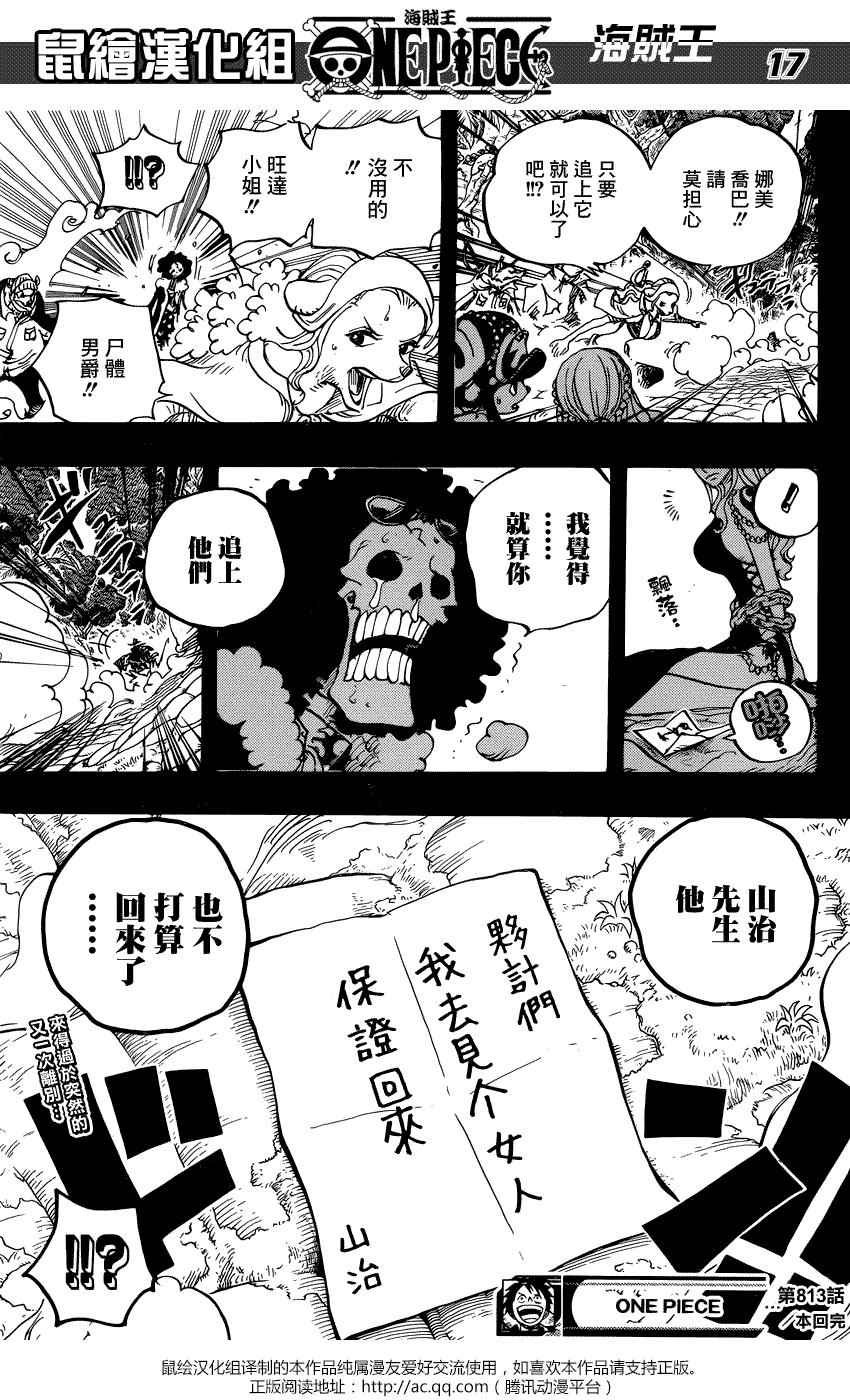 鼠繪漢化組
海賊王
ONE PIECE
海賊王
17
娜美
喬巴!!
請
莫担心
只要
追上它
就可以了
吧!!?
不
沒用的
!!
旺達
小姐!!
!!?
尸體
男爵!!
!
飄落…
啪…
我覺得
……
就算你
追上
他們
山治
先生
他
也不
打算
回來了
……
夥計們
我去見个女人
保證回來
山治
來得過於突然的
又一次離別…
!!?
ド
ONE PIECE
第813話
…／本回完
鼠绘汉化组译制的本作品纯属漫友爱好交流使用，如喜欢本作品请支持正版。
正版阅读地址：http://ac.qq.com（腾讯动漫平台）